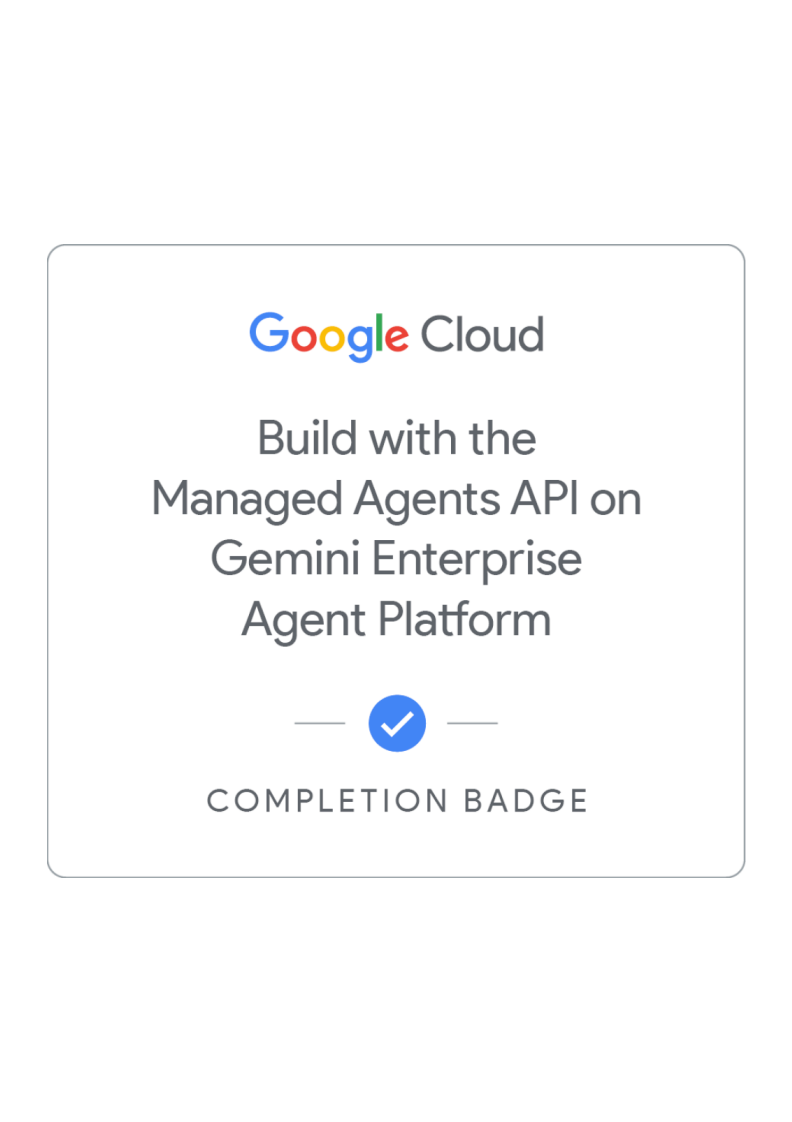 Google Cloud
Build with the
Managed Agents API on
Gemini Enterprise
Agent Platform
COMPLETION BADGE